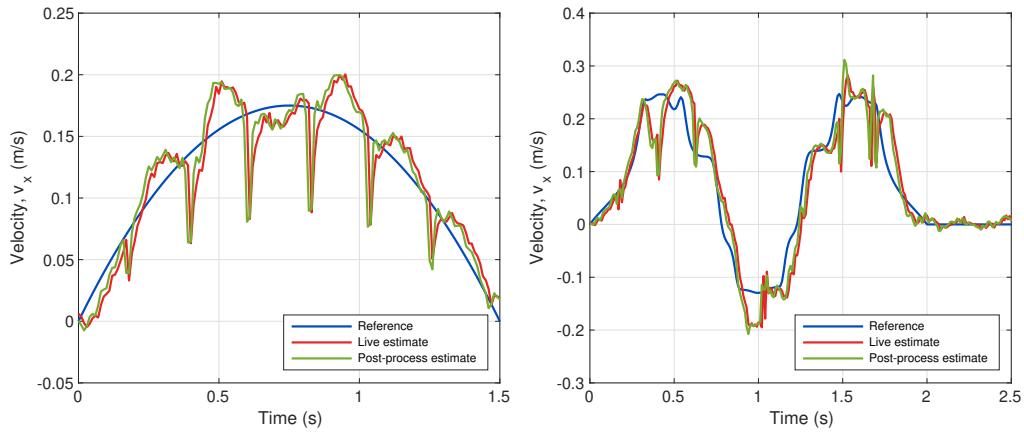 0.25
0.2
0.15
0.1
0.05
0
-0.05
Velocity, v_x (m/s)
0
0.5
1
1.5
Time (s)
Reference
Live estimate
Post-process estimate
0.4
0.3
0.2
0.1
0
-0.1
-0.2
-0.3
Velocity, v_x (m/s)
0
0.5
1
1.5
2
2.5
Time (s)
Reference
Live estimate
Post-process estimate